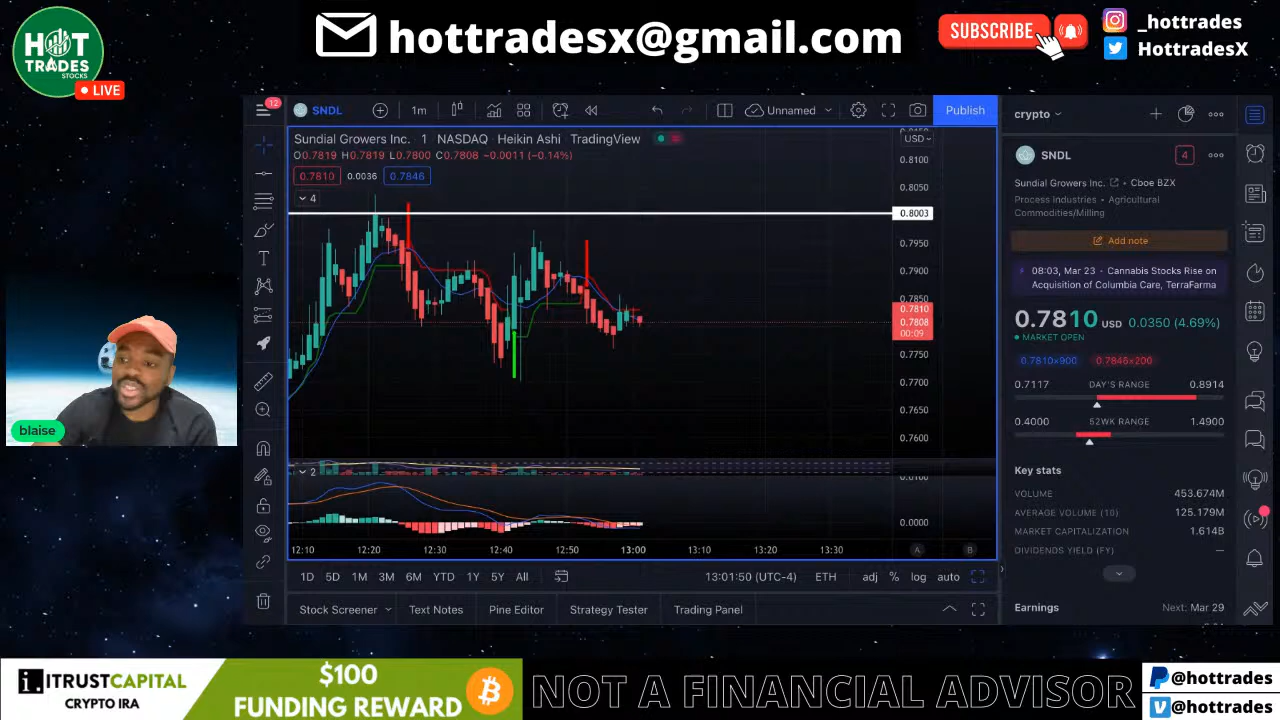 HOT
TRADES
STOCKS
LIVE
hottradesx@gmail.com
SUBSCRIBE
_hottrades
HottradesX
12
SNDL
1m
Unnamed
Publish
Sundial Growers Inc. 1 NASDAQ Heikin Ashi TradingView
O0.7819 H0.7819 L0.7800 C0.7808 −0.0011 (−0.14%)
0.7810 0.0036 0.7846
4
USD
0.8100
0.8050
0.8003
0.7950
0.7900
0.7850
0.7810
0.7808
00:09
0.7750
0.7700
0.7650
0.7600
2
0.0100
0.0000
12:10 12:20 12:30 12:40 12:50 13:00 13:10 13:20 13:30 A B
1D 5D 1M 3M 6M YTD 1Y 5Y All 13:01:50 (UTC-4) ETH adj % log auto
Stock Screener Text Notes Pine Editor Strategy Tester Trading Panel
crypto
SNDL 4
Sundial Growers Inc. • Cboe BZX
Process Industries • Agricultural
Commodities/Milling
Add note
08:03, Mar 23 • Cannabis Stocks Rise on
Acquisition of Columbia Care, TerraFarma
0.7810 USD 0.0350 (4.69%)
MARKET OPEN
0.7810×900 0.7846×200
0.7117 DAY'S RANGE 0.8914
0.4000 52WK RANGE 1.4900
Key stats
VOLUME 453.674M
AVERAGE VOLUME (10) 125.179M
MARKET CAPITALIZATION 1.614B
DIVIDENDS YIELD (FY) —
Earnings Next: Mar 29
blaise
i. ITRUSTCAPITAL
CRYPTO IRA
$100
FUNDING REWARD
NOT A FINANCIAL ADVISOR
@hottrades
@hottrades